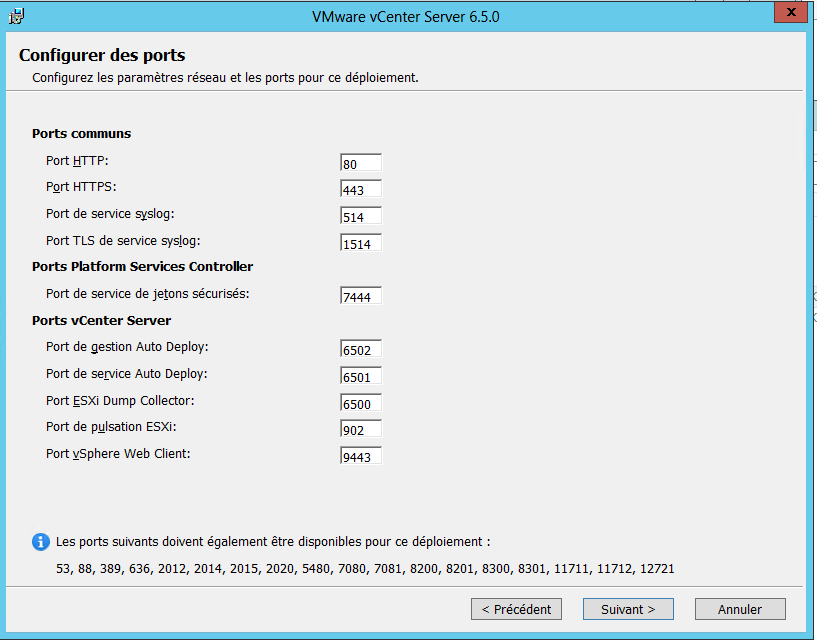 VMware vCenter Server 6.5.0
x
Configurer des ports
Configurez les paramètres réseau et les ports pour ce déploiement.
Ports communs
Port HTTP: 80
Port HTTPS: 443
Port de service syslog: 514
Port TLS de service syslog: 1514
Ports Platform Services Controller
Port de service de jetons sécurisés: 7444
Ports vCenter Server
Port de gestion Auto Deploy: 6502
Port de service Auto Deploy: 6501
Port ESXi Dump Collector: 6500
Port de pulsation ESXi: 902
Port vSphere Web Client: 9443
Les ports suivants doivent également être disponibles pour ce déploiement :
53, 88, 389, 636, 2012, 2014, 2015, 2020, 5480, 7080, 7081, 8200, 8201, 8300, 8301, 11711, 11712, 12721
< Précédent Suivant > Annuler